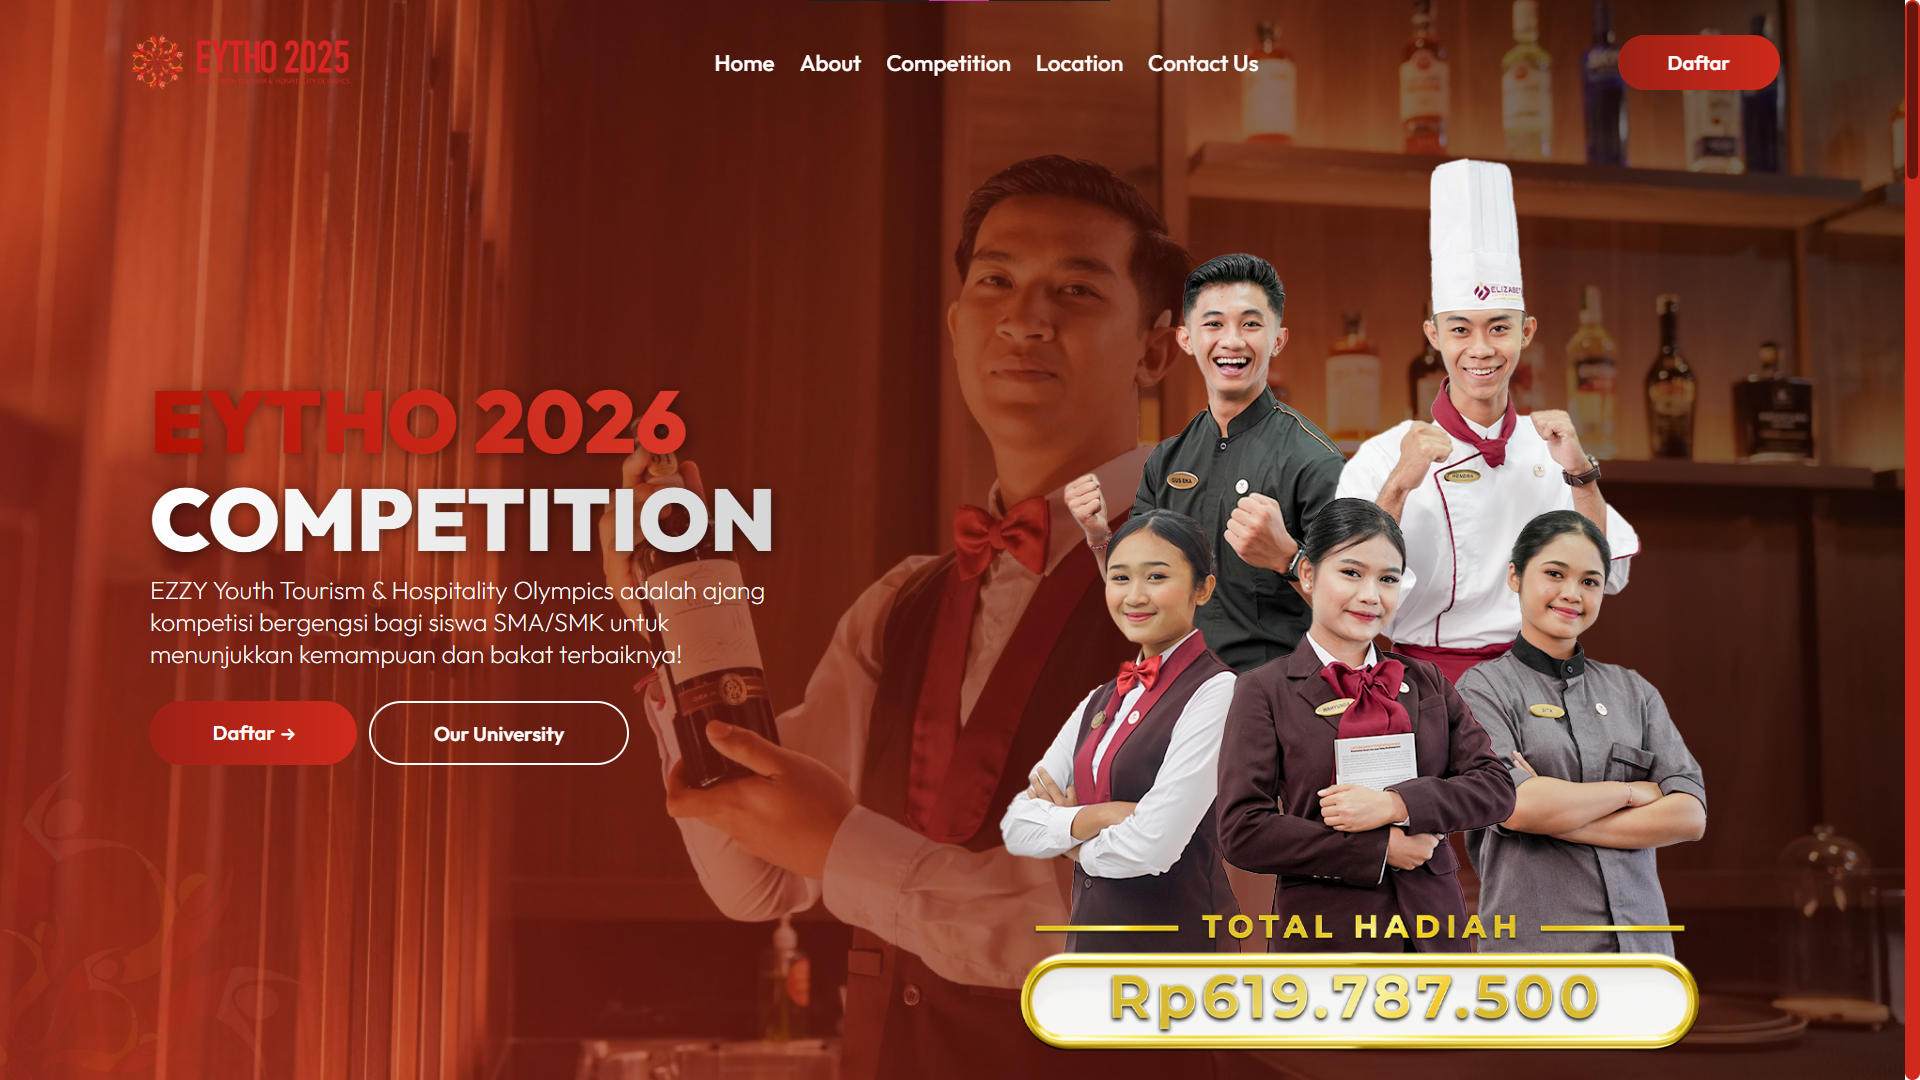 EYTHO 2025
Home About Competition Location Contact Us
Daftar
EYTHO 2026
COMPETITION
EZZY Youth Tourism & Hospitality Olympics adalah ajang
kompetisi bergengsi bagi siswa SMA/SMK untuk
menunjukkan kemampuan dan bakat terbaiknya!
Daftar →
Our University
TOTAL HADIAH
Rp619.787.500